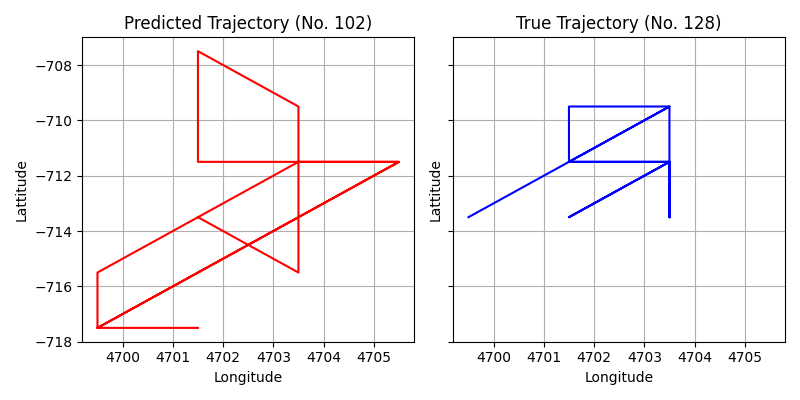 Predicted Trajectory (No. 102)
−708
−710
−712
−714
−716
−718
Lattitude
4700 4701 4702 4703 4704 4705
Longitude
True Trajectory (No. 128)
Lattitude
4700 4701 4702 4703 4704 4705
Longitude